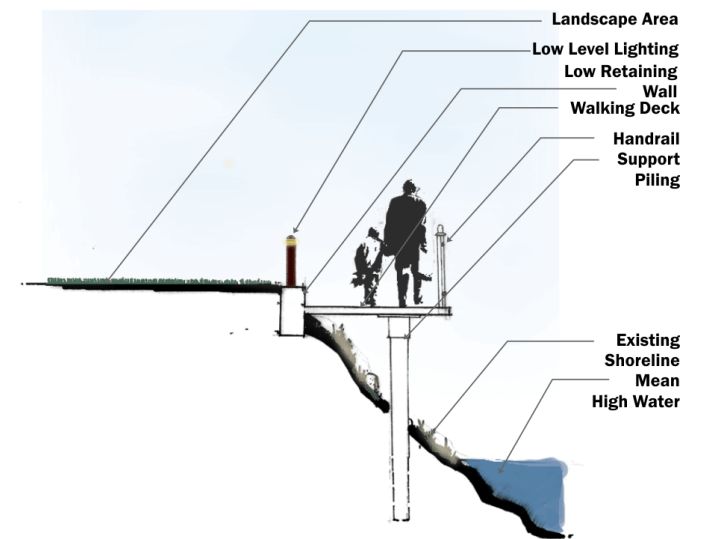 Landscape Area
Low Level Lighting
Low Retaining
Wall
Walking Deck
Handrail
Support
Piling
Existing
Shoreline
Mean
High Water